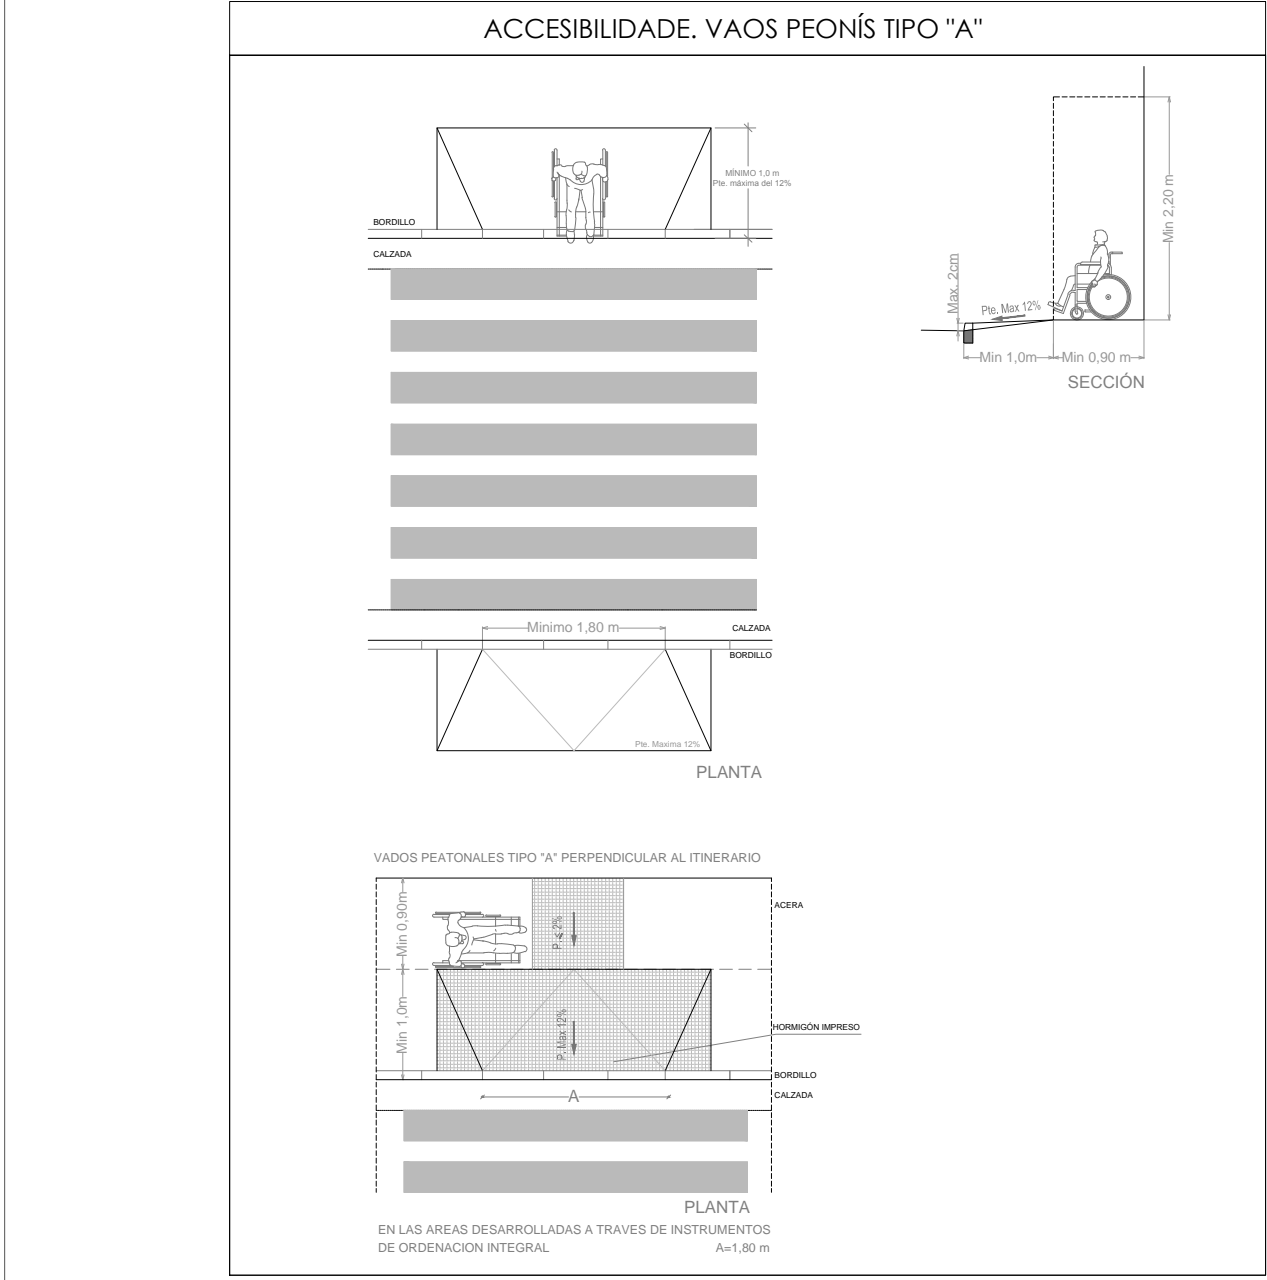 ACCESIBILIDADE. VAOS PEONÍS TIPO "A"
MÍNIMO 1,0 m
Pte. máxima del 12%
BORDILLO
CALZADA
Min 2,20 m
Max. 2cm
Pte. Max 12%
Min 1,0m
Min 0,90 m
SECCIÓN
Minimo 1,80 m
CALZADA
BORDILLO
Pte. Maxima 12%
PLANTA
VADOS PEATONALES TIPO "A" PERPENDICULAR AL ITINERARIO
Min 0,90m
P. ≤ 2%
ACERA
Min 1,0m
P. Max 12%
HORMIGÓN IMPRESO
BORDILLO
CALZADA
A
PLANTA
EN LAS AREAS DESARROLLADAS A TRAVES DE INSTRUMENTOS
DE ORDENACION INTEGRAL A=1,80 m